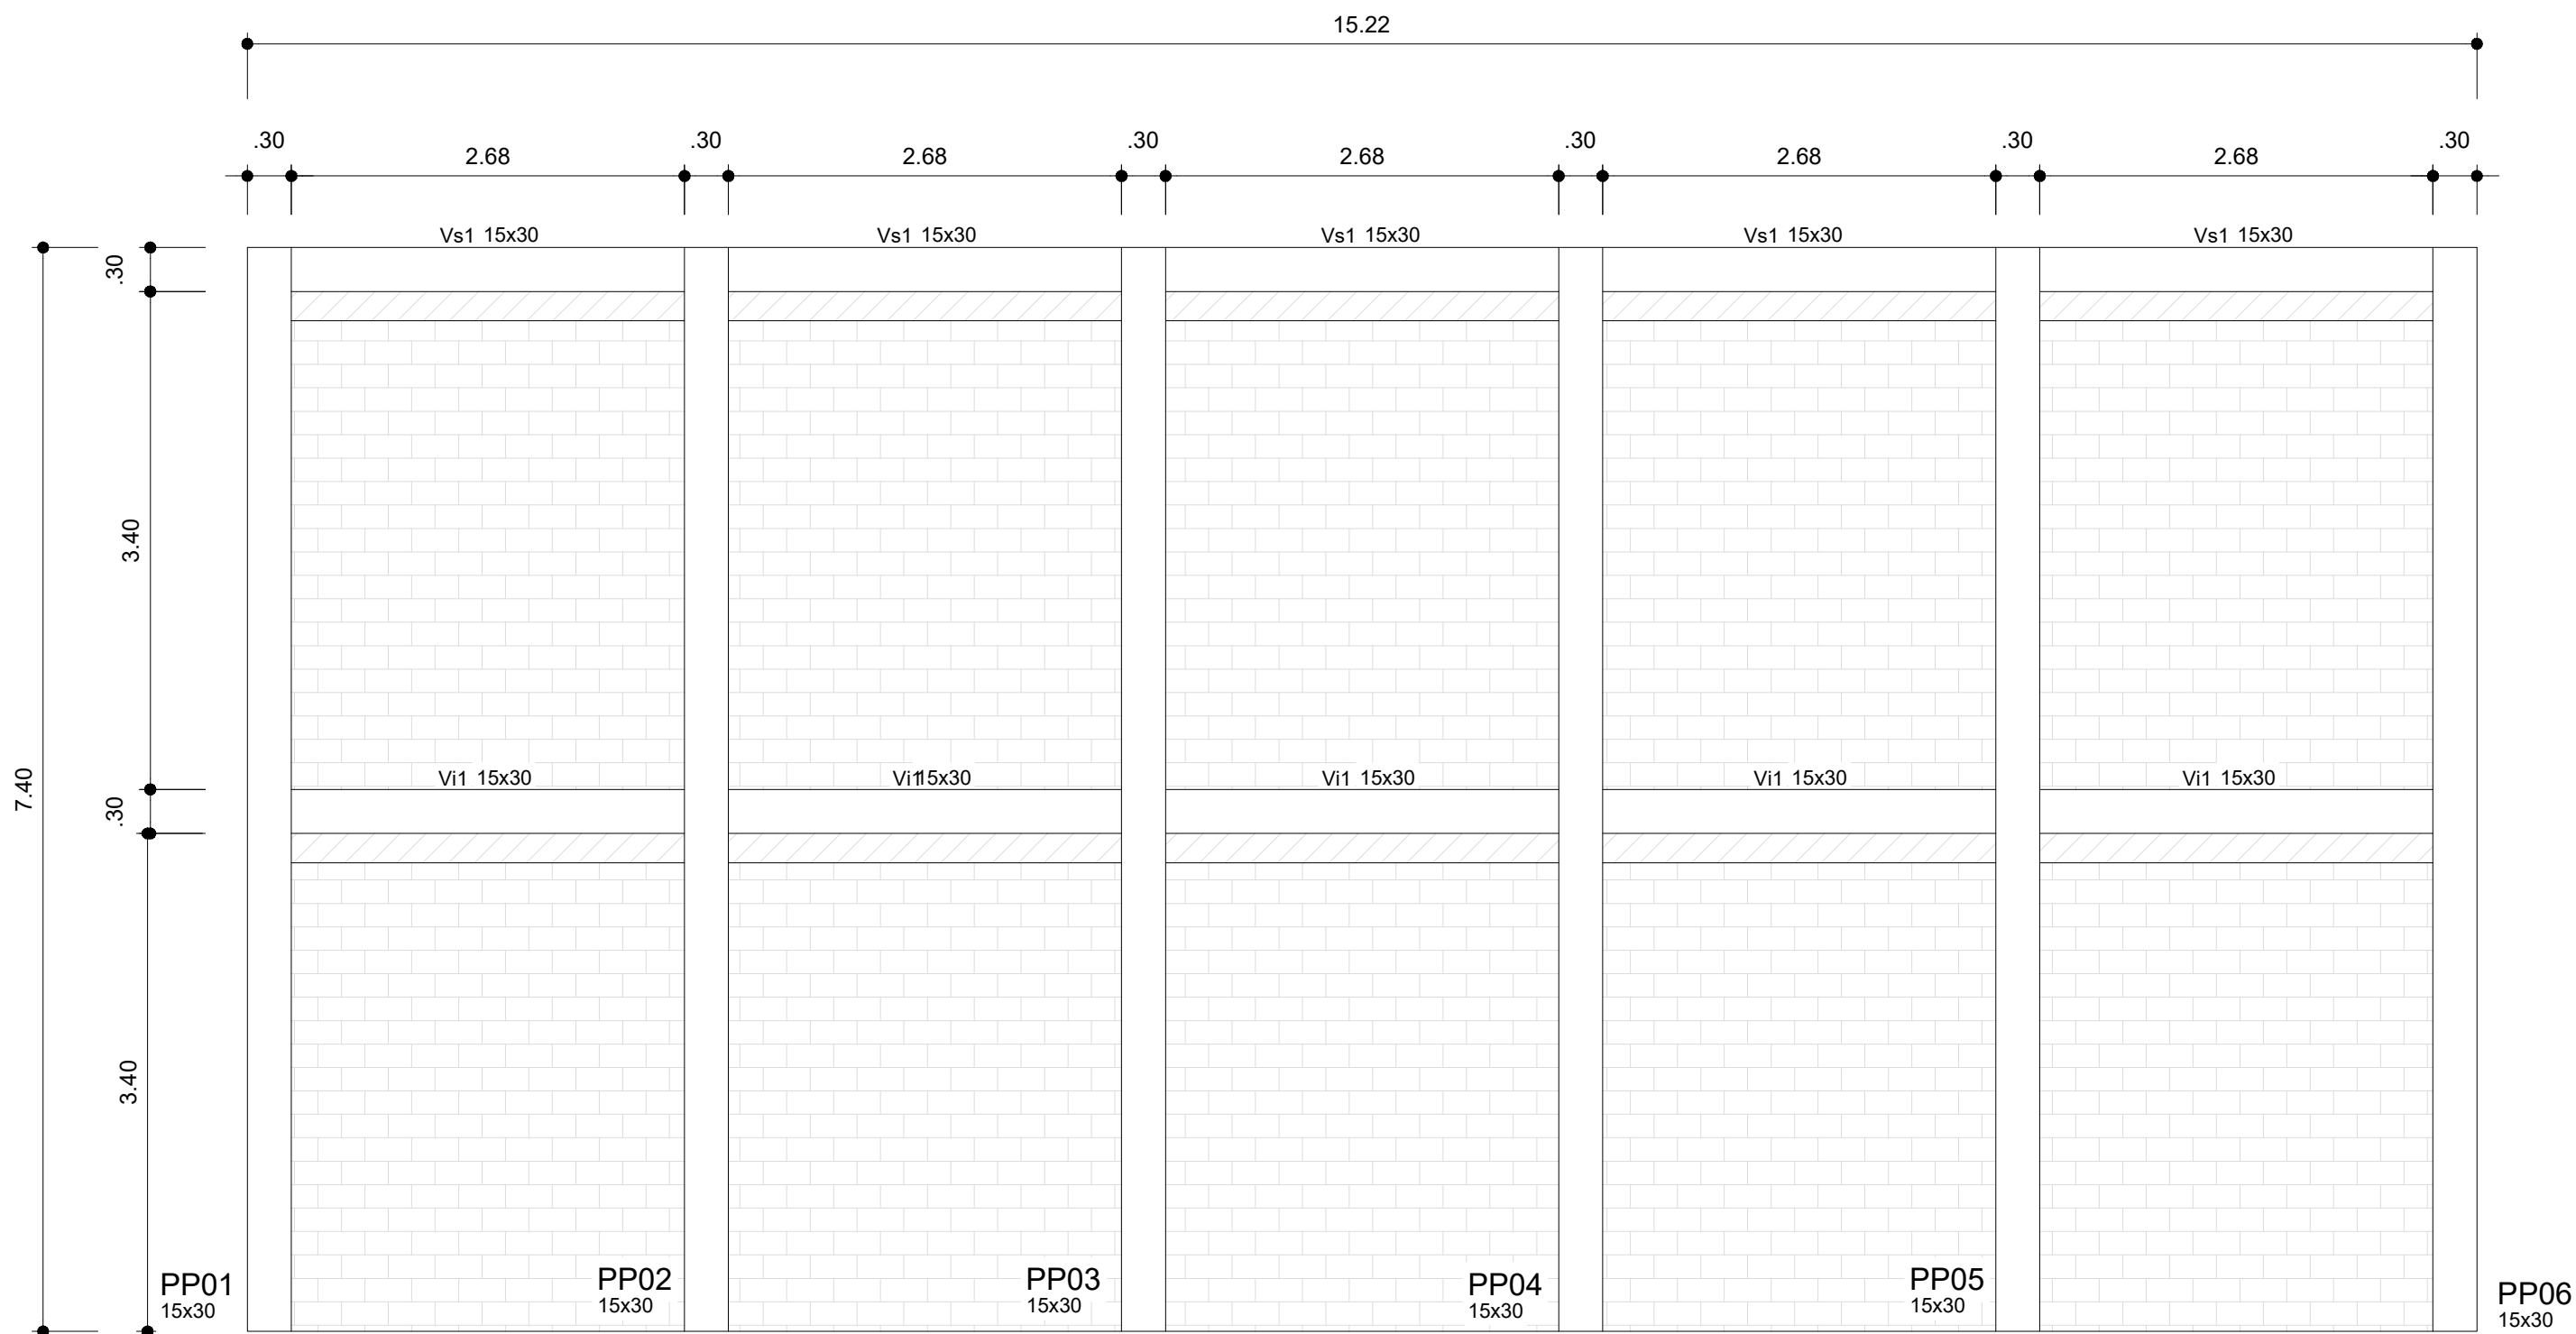 15.22
.30 .30 .30 .30 .30 .30
2.68 2.68 2.68 2.68 2.68
Vs1 15x30 Vs1 15x30 Vs1 15x30 Vs1 15x30 Vs1 15x30
.30
3.40
Vi1 15x30 Vi1 15x30 Vi1 15x30 Vi1 15x30 Vi1 15x30
7.40
.30
3.40
PP01 PP02 PP03 PP04 PP05 PP06
15x30 15x30 15x30 15x30 15x30 15x30